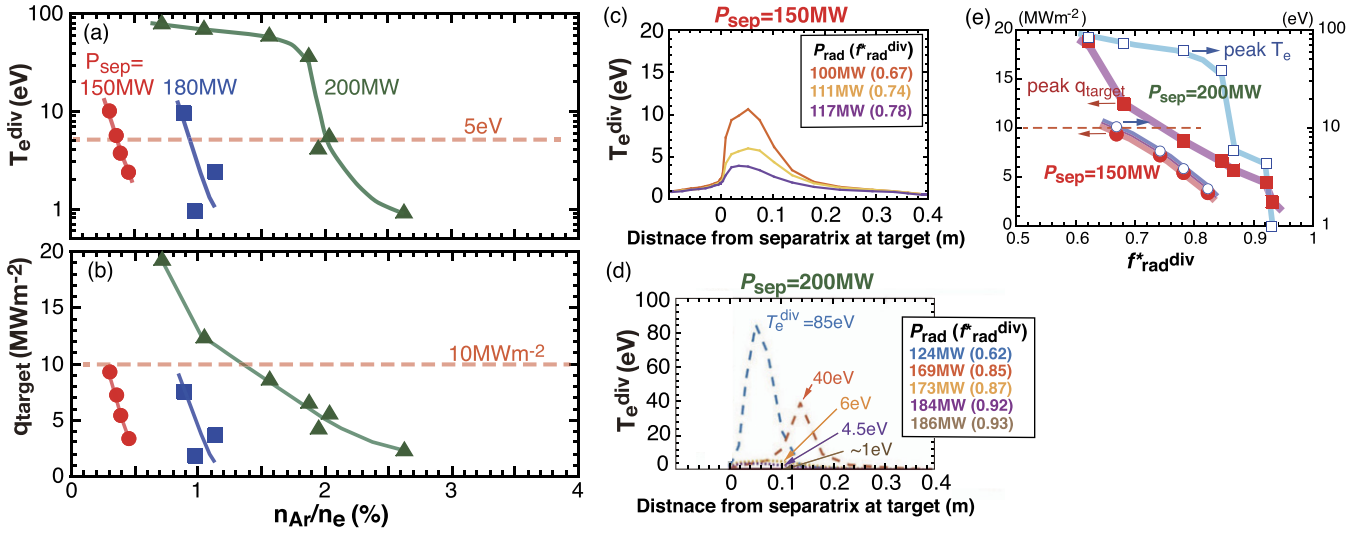 (a)
100
10
1
T_e^div (eV)
P_sep=
150MW
180MW
200MW
5eV
(b)
20
15
10
5
0
q_target (MWm-2)
10MWm-2
0
1
2
3
4
n_Ar/n_e (%)
(c)
P_sep=150MW
20
15
10
5
0
T_e^div (eV)
P_rad (f*_rad^div)
100MW (0.67)
111MW (0.74)
117MW (0.78)
0
0.1
0.2
0.3
0.4
Distnace from separatrix at target (m)
(d)
P_sep=200MW
100
80
60
40
20
0
T_e^div (eV)
T_e^div =85eV
40eV
6eV
4.5eV
~1eV
P_rad (f*_rad^div)
124MW (0.62)
169MW (0.85)
173MW (0.87)
184MW (0.92)
186MW (0.93)
0
0.1
0.2
0.3
0.4
Distnace from separatrix at target (m)
(e)
(MWm-2)
(eV)
20
15
10
5
0
100
10
1
peak T_e
peak q_target
P_sep=200MW
P_sep=150MW
0.5
0.6
0.7
0.8
0.9
1
f*_rad^div